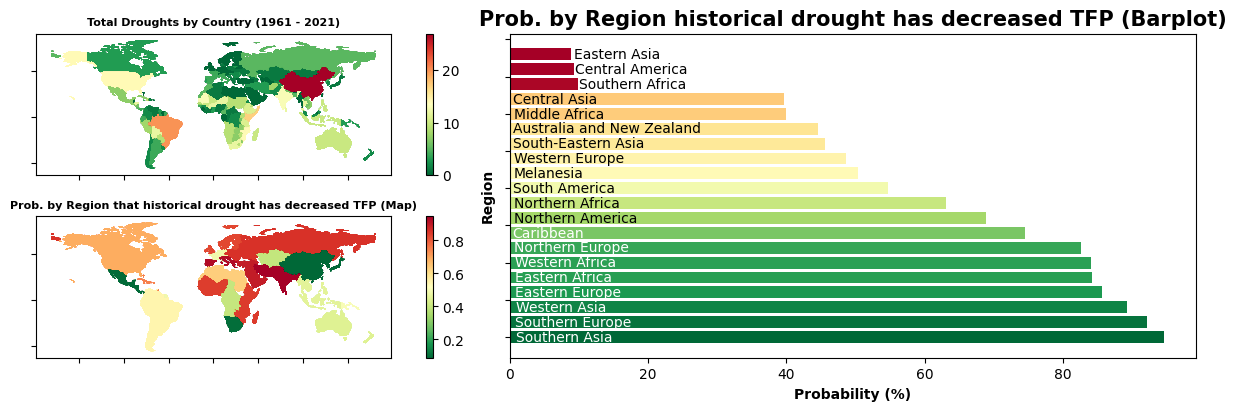 Total Droughts by Country (1961 - 2021)
20
10
0
Prob. by Region that historical drought has decreased TFP (Map)
0.8
0.6
0.4
0.2
Prob. by Region historical drought has decreased TFP (Barplot)
Region
Eastern Asia
Central America
Southern Africa
Central Asia
Middle Africa
Australia and New Zealand
South-Eastern Asia
Western Europe
Melanesia
South America
Northern Africa
Northern America
Caribbean
Northern Europe
Western Africa
Eastern Africa
Eastern Europe
Western Asia
Southern Europe
Southern Asia
0 20 40 60 80
Probability (%)